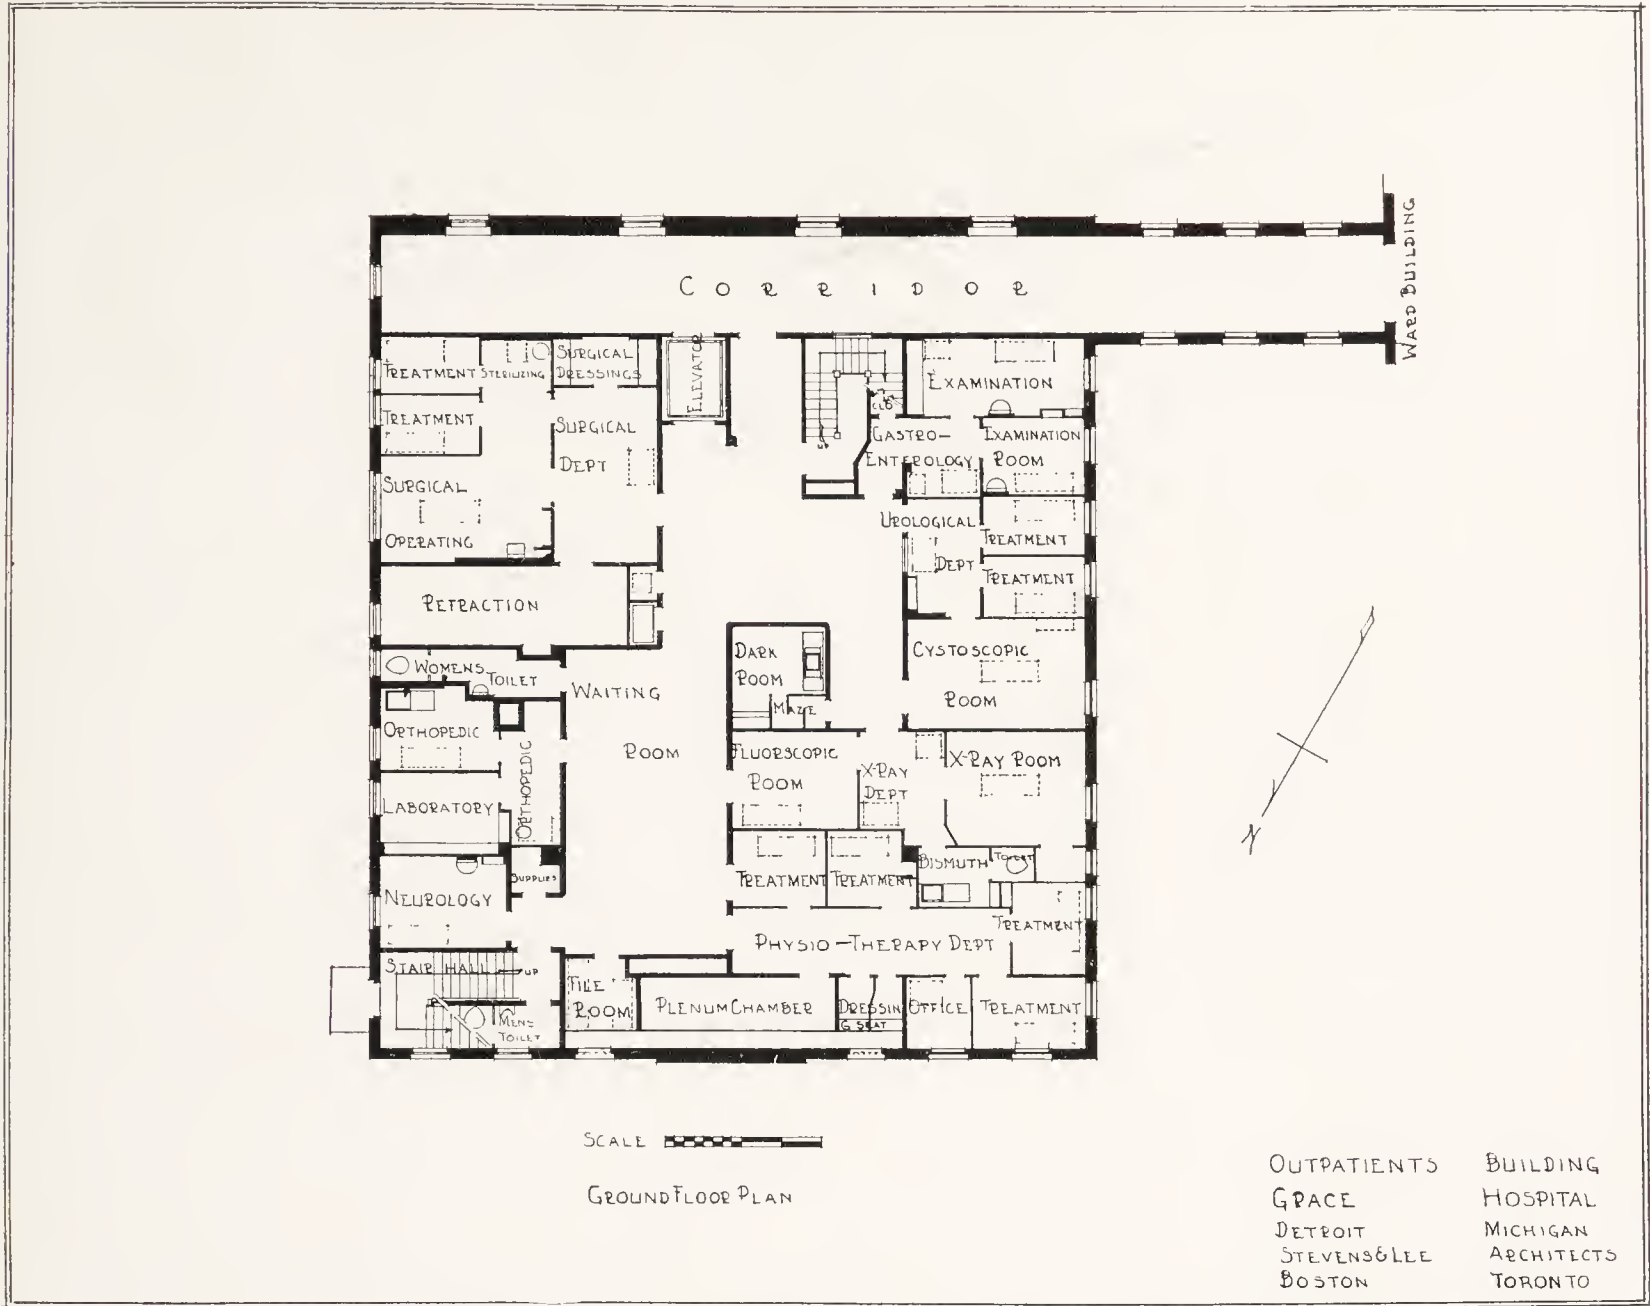 WARD BUILDING
CORRIDOR
TREATMENT
STERILIZING
SURGICAL
DRESSINGS
ELEVATOR
CLO
EXAMINATION
TREATMENT
SURGICAL
DEPT
UP
GASTRO-
ENTEROLOGY
EXAMINATION
ROOM
SURGICAL
OPERATING
UROLOGICAL
DEPT
TREATMENT
TREATMENT
REFRACTION
WOMENS
TOILET
WAITING
ROOM
DARK
ROOM
MAZE
CYSTOSCOPIC
ROOM
ORTHOPEDIC
ORTHOPEDIC
LABORATORY
FLUORSCOPIC
ROOM
X-RAY
DEPT
X-RAY ROOM
NEUROLOGY
SUPPLIES
TREATMENT
TREATMENT
BISMUTH
TOILET
TREATMENT
PHYSIO-THERAPY DEPT
STAIR HALL
UP
MENS
TOILET
FILE
ROOM
PLENUM CHAMBER
DRESSIN
G SEAT
OFFICE
TREATMENT
N
SCALE
GROUND FLOOR PLAN
OUTPATIENTS BUILDING
GRACE HOSPITAL
DETROIT MICHIGAN
STEVENS & LEE ARCHITECTS
BOSTON TORONTO